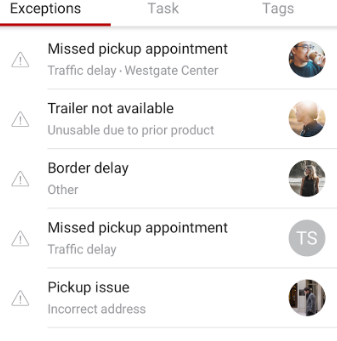 Exceptions Task Tags
Missed pickup appointment
Traffic delay · Westgate Center
Trailer not available
Unusable due to prior product
Border delay
Other
Missed pickup appointment
Traffic delay
TS
Pickup issue
Incorrect address